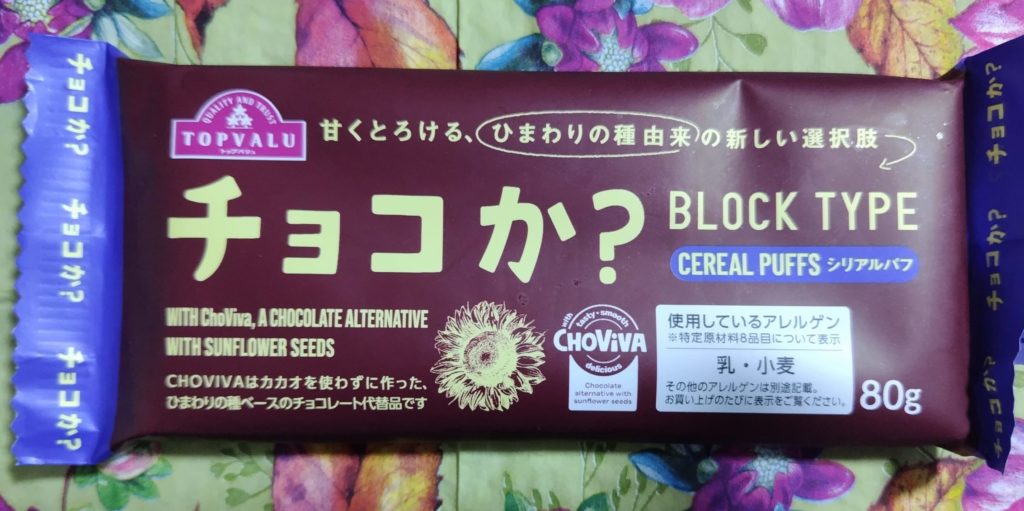 QUALITY AND TRUST
TOPVALU
トップバリュ
甘くとろける、ひまわりの種由来の新しい選択肢
チョコか?
BLOCK TYPE
CEREAL PUFFS シリアルパフ
WITH ChoViva, A CHOCOLATE ALTERNATIVE
WITH SUNFLOWER SEEDS
CHOVIVAはカカオを使わずに作った、
ひまわりの種ベースのチョコレート代替品です
with
tasty・smooth
CHOViVA
delicious
Chocolate
alternative with
sunflower seeds
使用しているアレルゲン
※特定原材料8品目について表示
乳・小麦
その他のアレルゲンは別途記載。
お買い上げのたびに表示をご覧ください。
80g
チョコか?
チョコか?
チョコか?
チョコか?
チョコか?
チョコか?
チョコか?